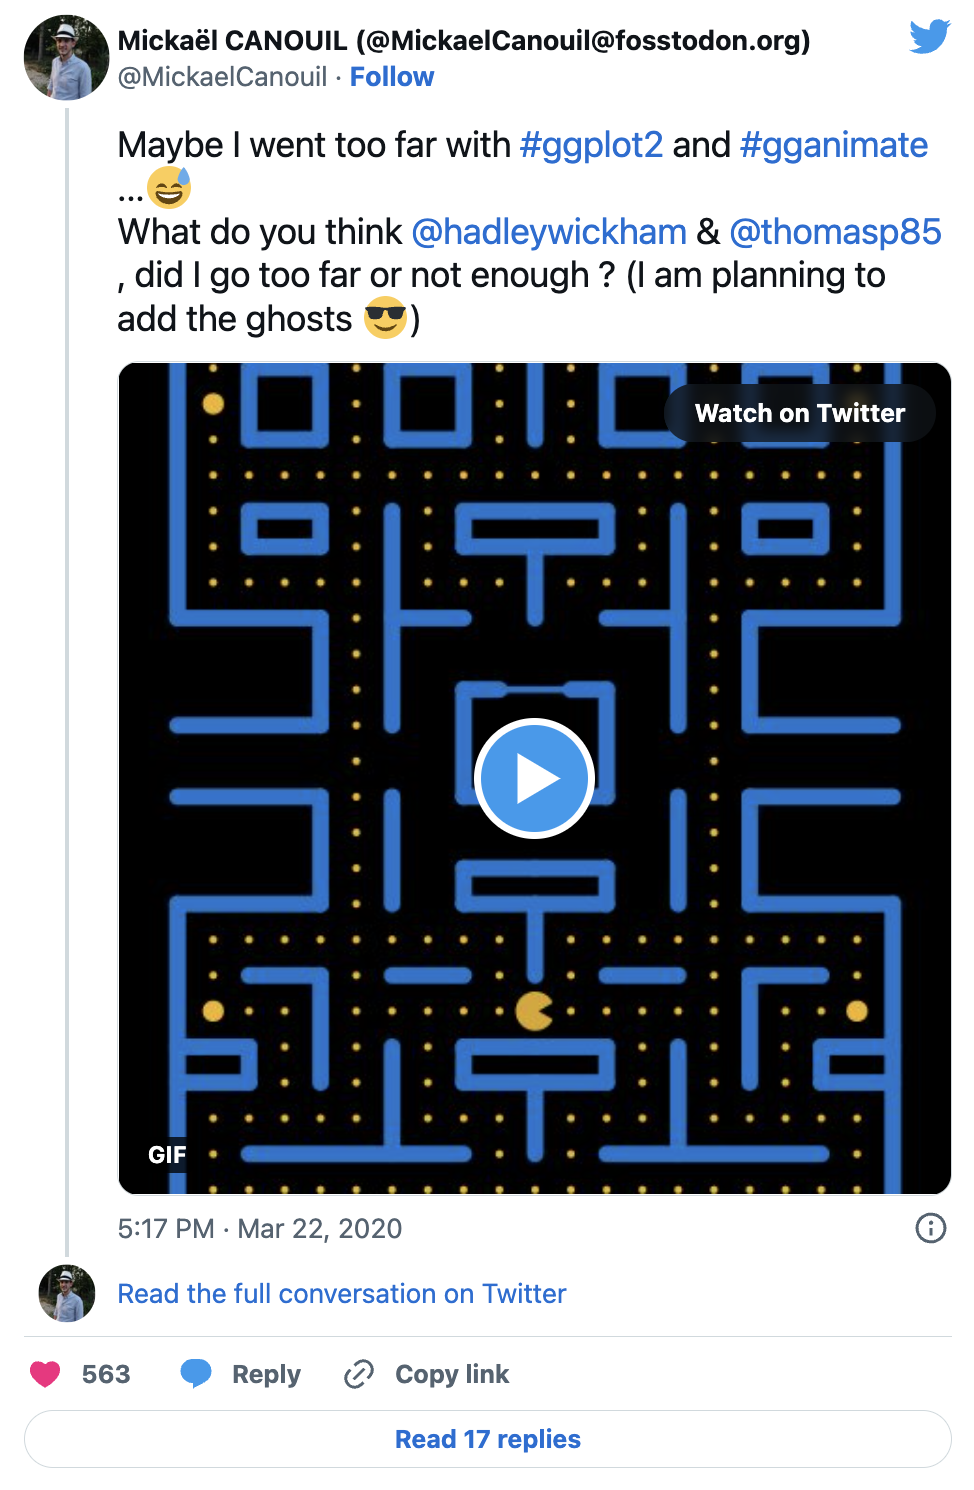 Mickaël CANOUIL (@MickaelCanouil@fosstodon.org)
@MickaelCanouil · Follow
Maybe I went too far with #ggplot2 and #gganimate
...😅
What do you think @hadleywickham & @thomasp85
, did I go too far or not enough ? (I am planning to
add the ghosts 😎)
Watch on Twitter
GIF
5:17 PM · Mar 22, 2020
Read the full conversation on Twitter
563 Reply Copy link
Read 17 replies